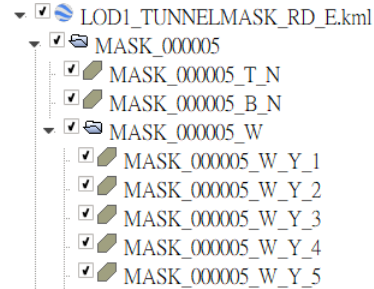 LOD1_TUNNELMASK_RD_E.kml
MASK_000005
MASK_000005_T_N
MASK_000005_B_N
MASK_000005_W
MASK_000005_W_Y_1
MASK_000005_W_Y_2
MASK_000005_W_Y_3
MASK_000005_W_Y_4
MASK_000005_W_Y_5